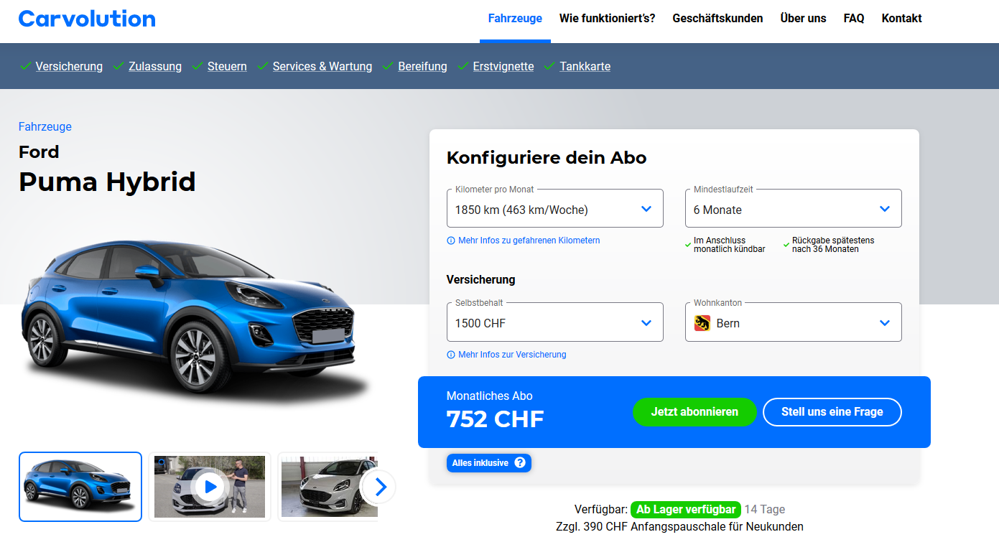 Carvolution
Fahrzeuge
Wie funktioniert's?
Geschäftskunden
Über uns
FAQ
Kontakt
Versicherung
Zulassung
Steuern
Services & Wartung
Bereifung
Erstvignette
Tankkarte
Fahrzeuge
Ford
Puma Hybrid
Konfiguriere dein Abo
Kilometer pro Monat
1850 km (463 km/Woche)
Mehr Infos zu gefahrenen Kilometern
Mindestlaufzeit
6 Monate
Im Anschluss
monatlich kündbar
Rückgabe spätestens
nach 36 Monaten
Versicherung
Selbstbehalt
1500 CHF
Mehr Infos zur Versicherung
Wohnkanton
Bern
Monatliches Abo
752 CHF
Jetzt abonnieren
Stell uns eine Frage
Alles inklusive ?
Verfügbar: Ab Lager verfügbar 14 Tage
Zzgl. 390 CHF Anfangspauschale für Neukunden